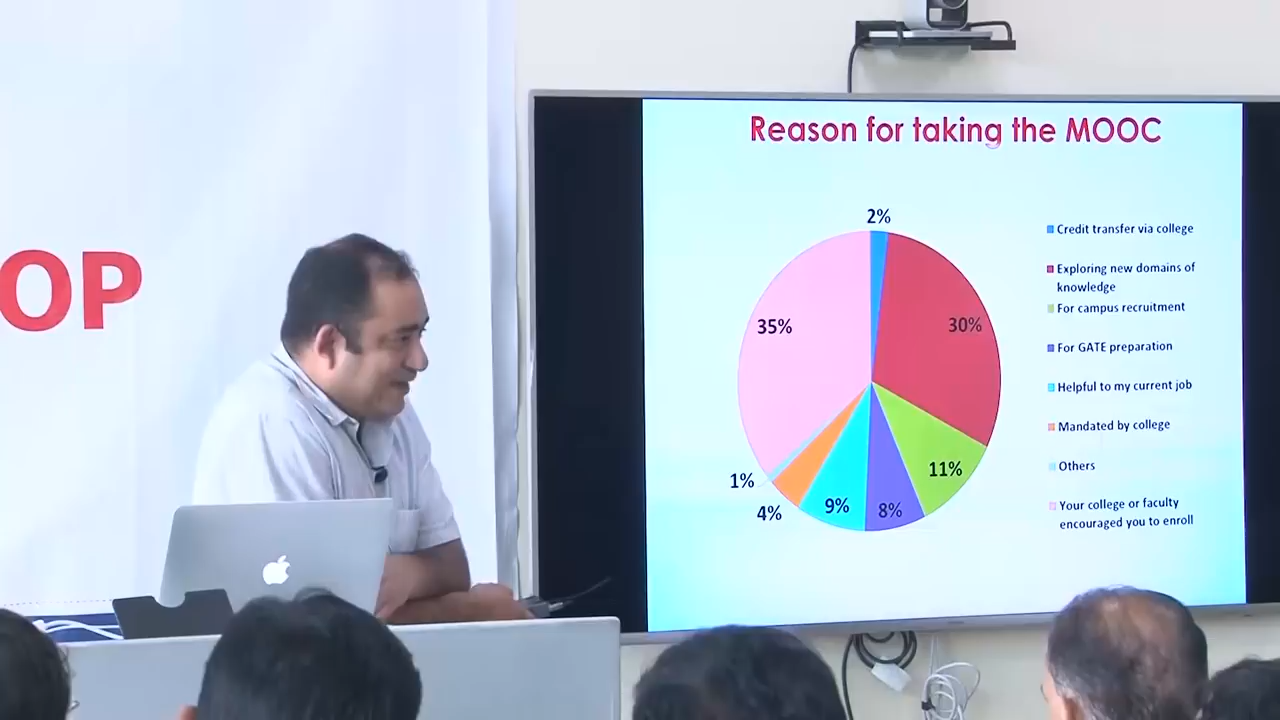 OP
Reason for taking the MOOC
2%
30%
11%
8%
9%
4%
1%
35%
Credit transfer via college
Exploring new domains of
knowledge
For campus recruitment
For GATE preparation
Helpful to my current job
Mandated by college
Others
Your college or faculty
encouraged you to enroll